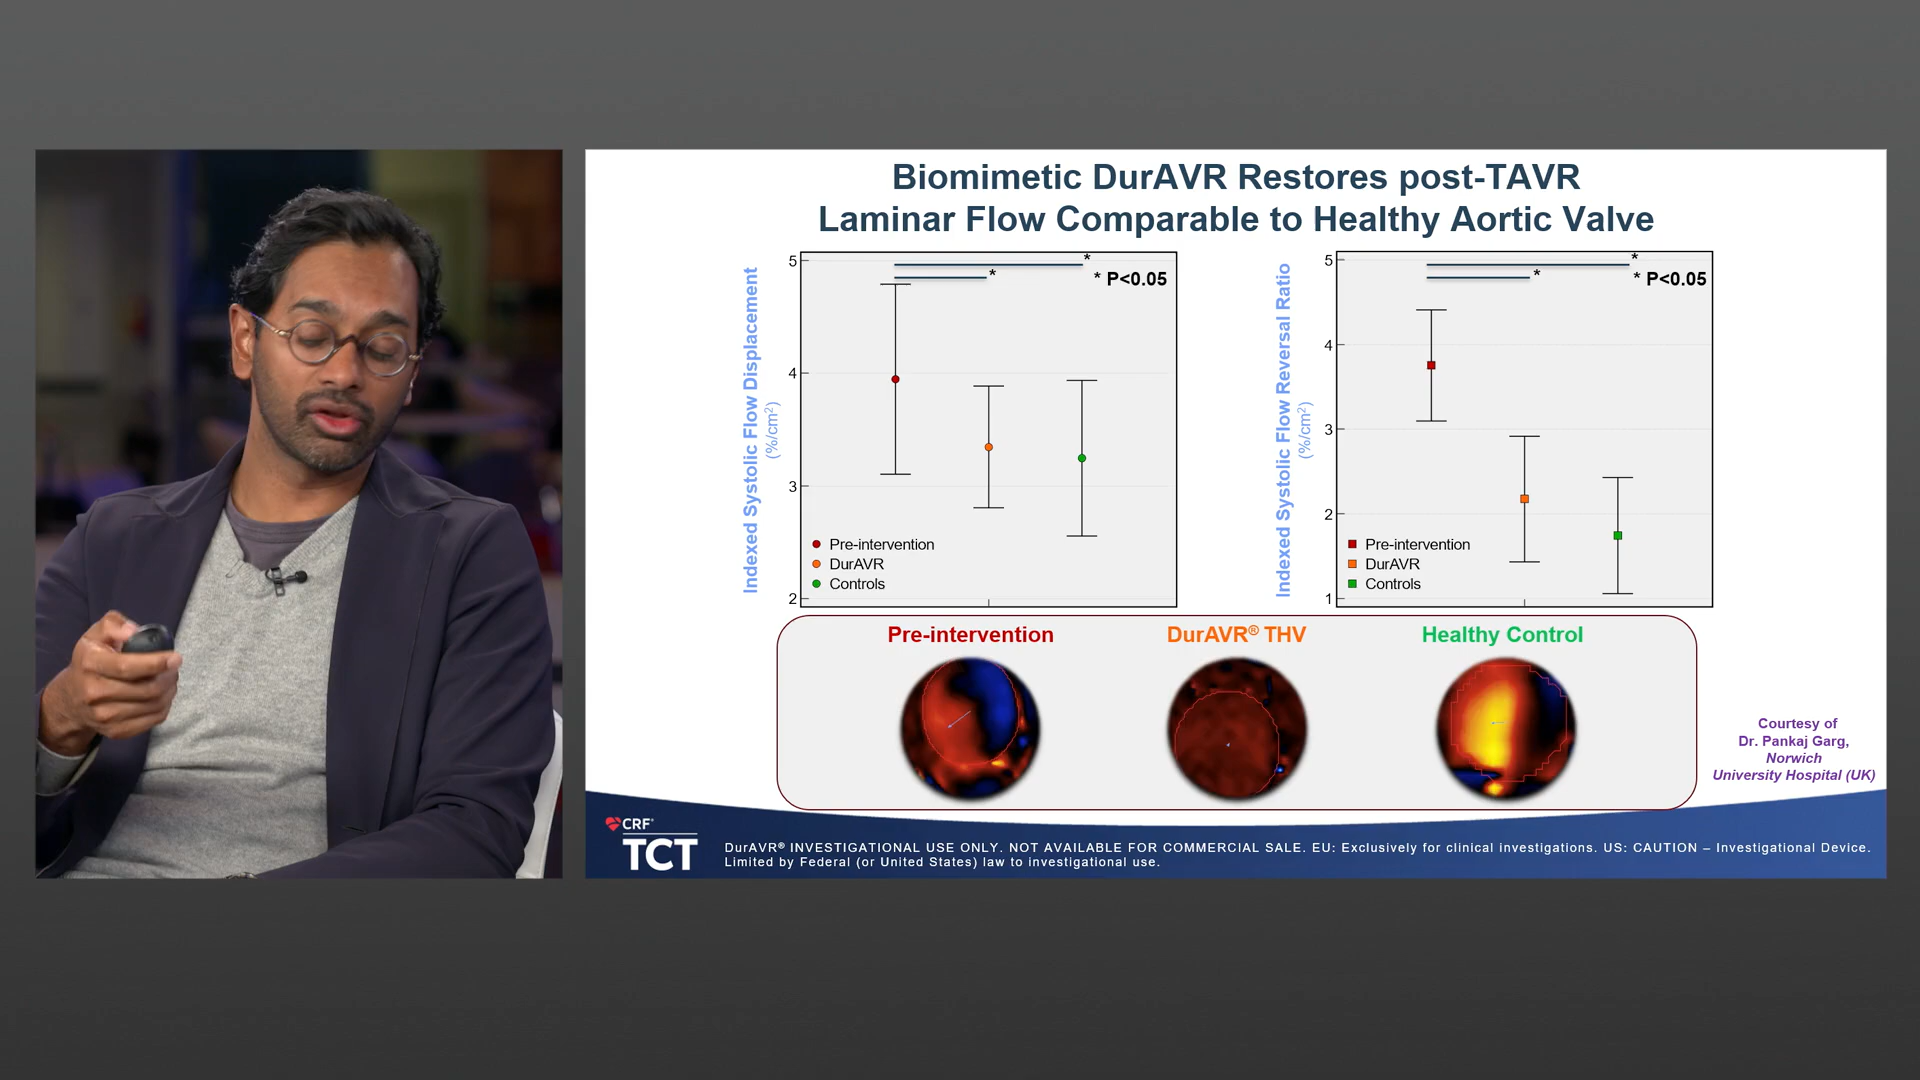 Biomimetic DurAVR Restores post-TAVR
Laminar Flow Comparable to Healthy Aortic Valve
Indexed Systolic Flow Displacement
(%/cm²)
5
4
3
2
*
*
* P<0.05
Pre-intervention
DurAVR
Controls
Indexed Systolic Flow Reversal Ratio
(%/cm²)
5
4
3
2
1
*
*
* P<0.05
Pre-intervention
DurAVR
Controls
Pre-intervention
DurAVR® THV
Healthy Control
Courtesy of
Dr. Pankaj Garg,
Norwich
University Hospital (UK)
CRF®
TCT
DurAVR® INVESTIGATIONAL USE ONLY. NOT AVAILABLE FOR COMMERCIAL SALE. EU: Exclusively for clinical investigations. US: CAUTION – Investigational Device.
Limited by Federal (or United States) law to investigational use.